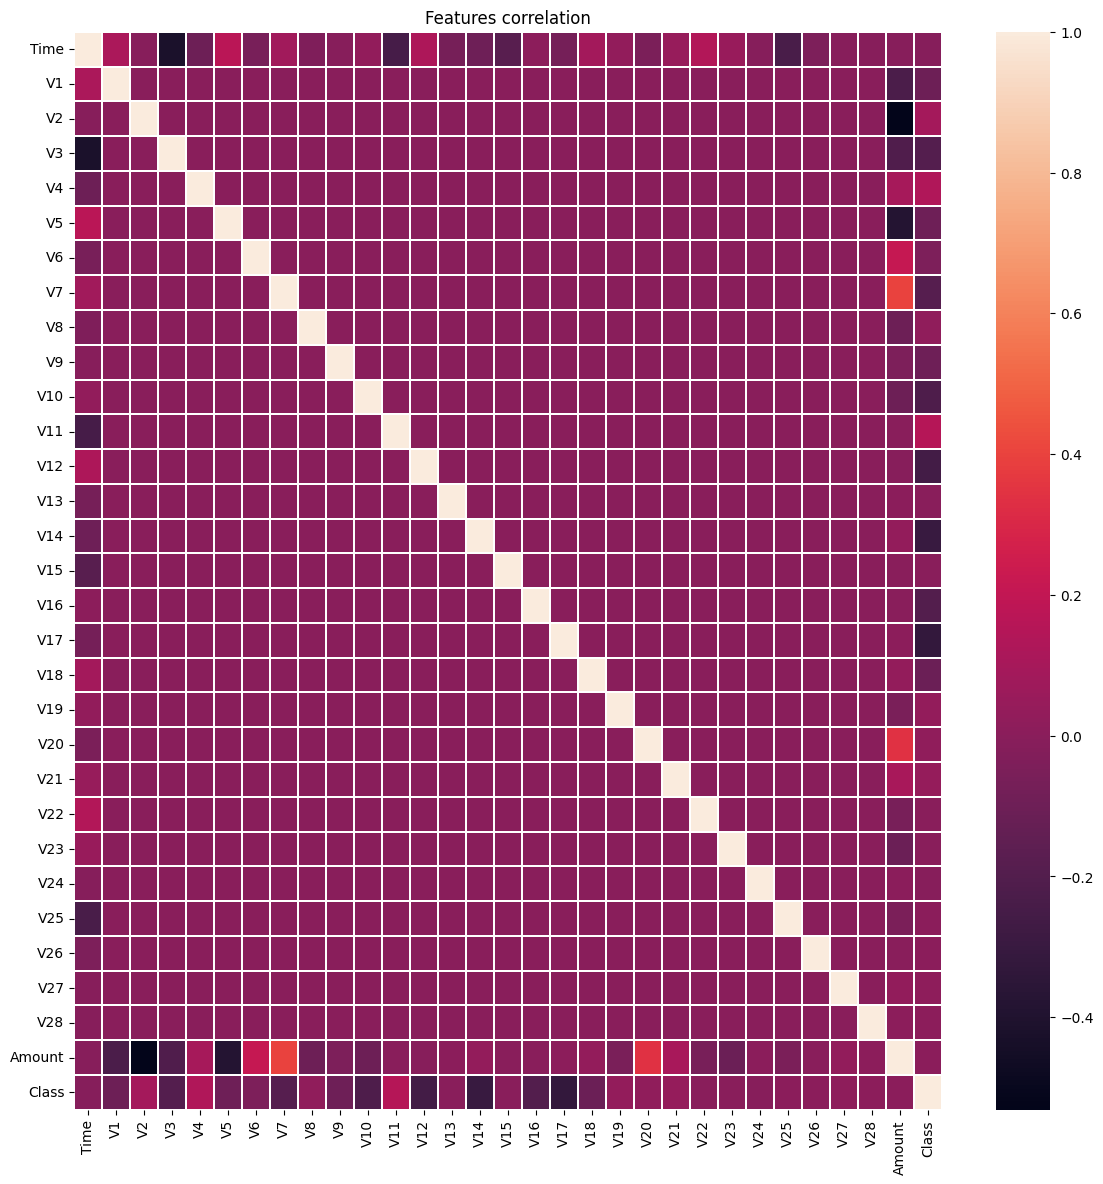 Features correlation
Time
V1
V2
V3
V4
V5
V6
V7
V8
V9
V10
V11
V12
V13
V14
V15
V16
V17
V18
V19
V20
V21
V22
V23
V24
V25
V26
V27
V28
Amount
Class
Time
V1
V2
V3
V4
V5
V6
V7
V8
V9
V10
V11
V12
V13
V14
V15
V16
V17
V18
V19
V20
V21
V22
V23
V24
V25
V26
V27
V28
Amount
Class
1.0
0.8
0.6
0.4
0.2
0.0
−0.2
−0.4